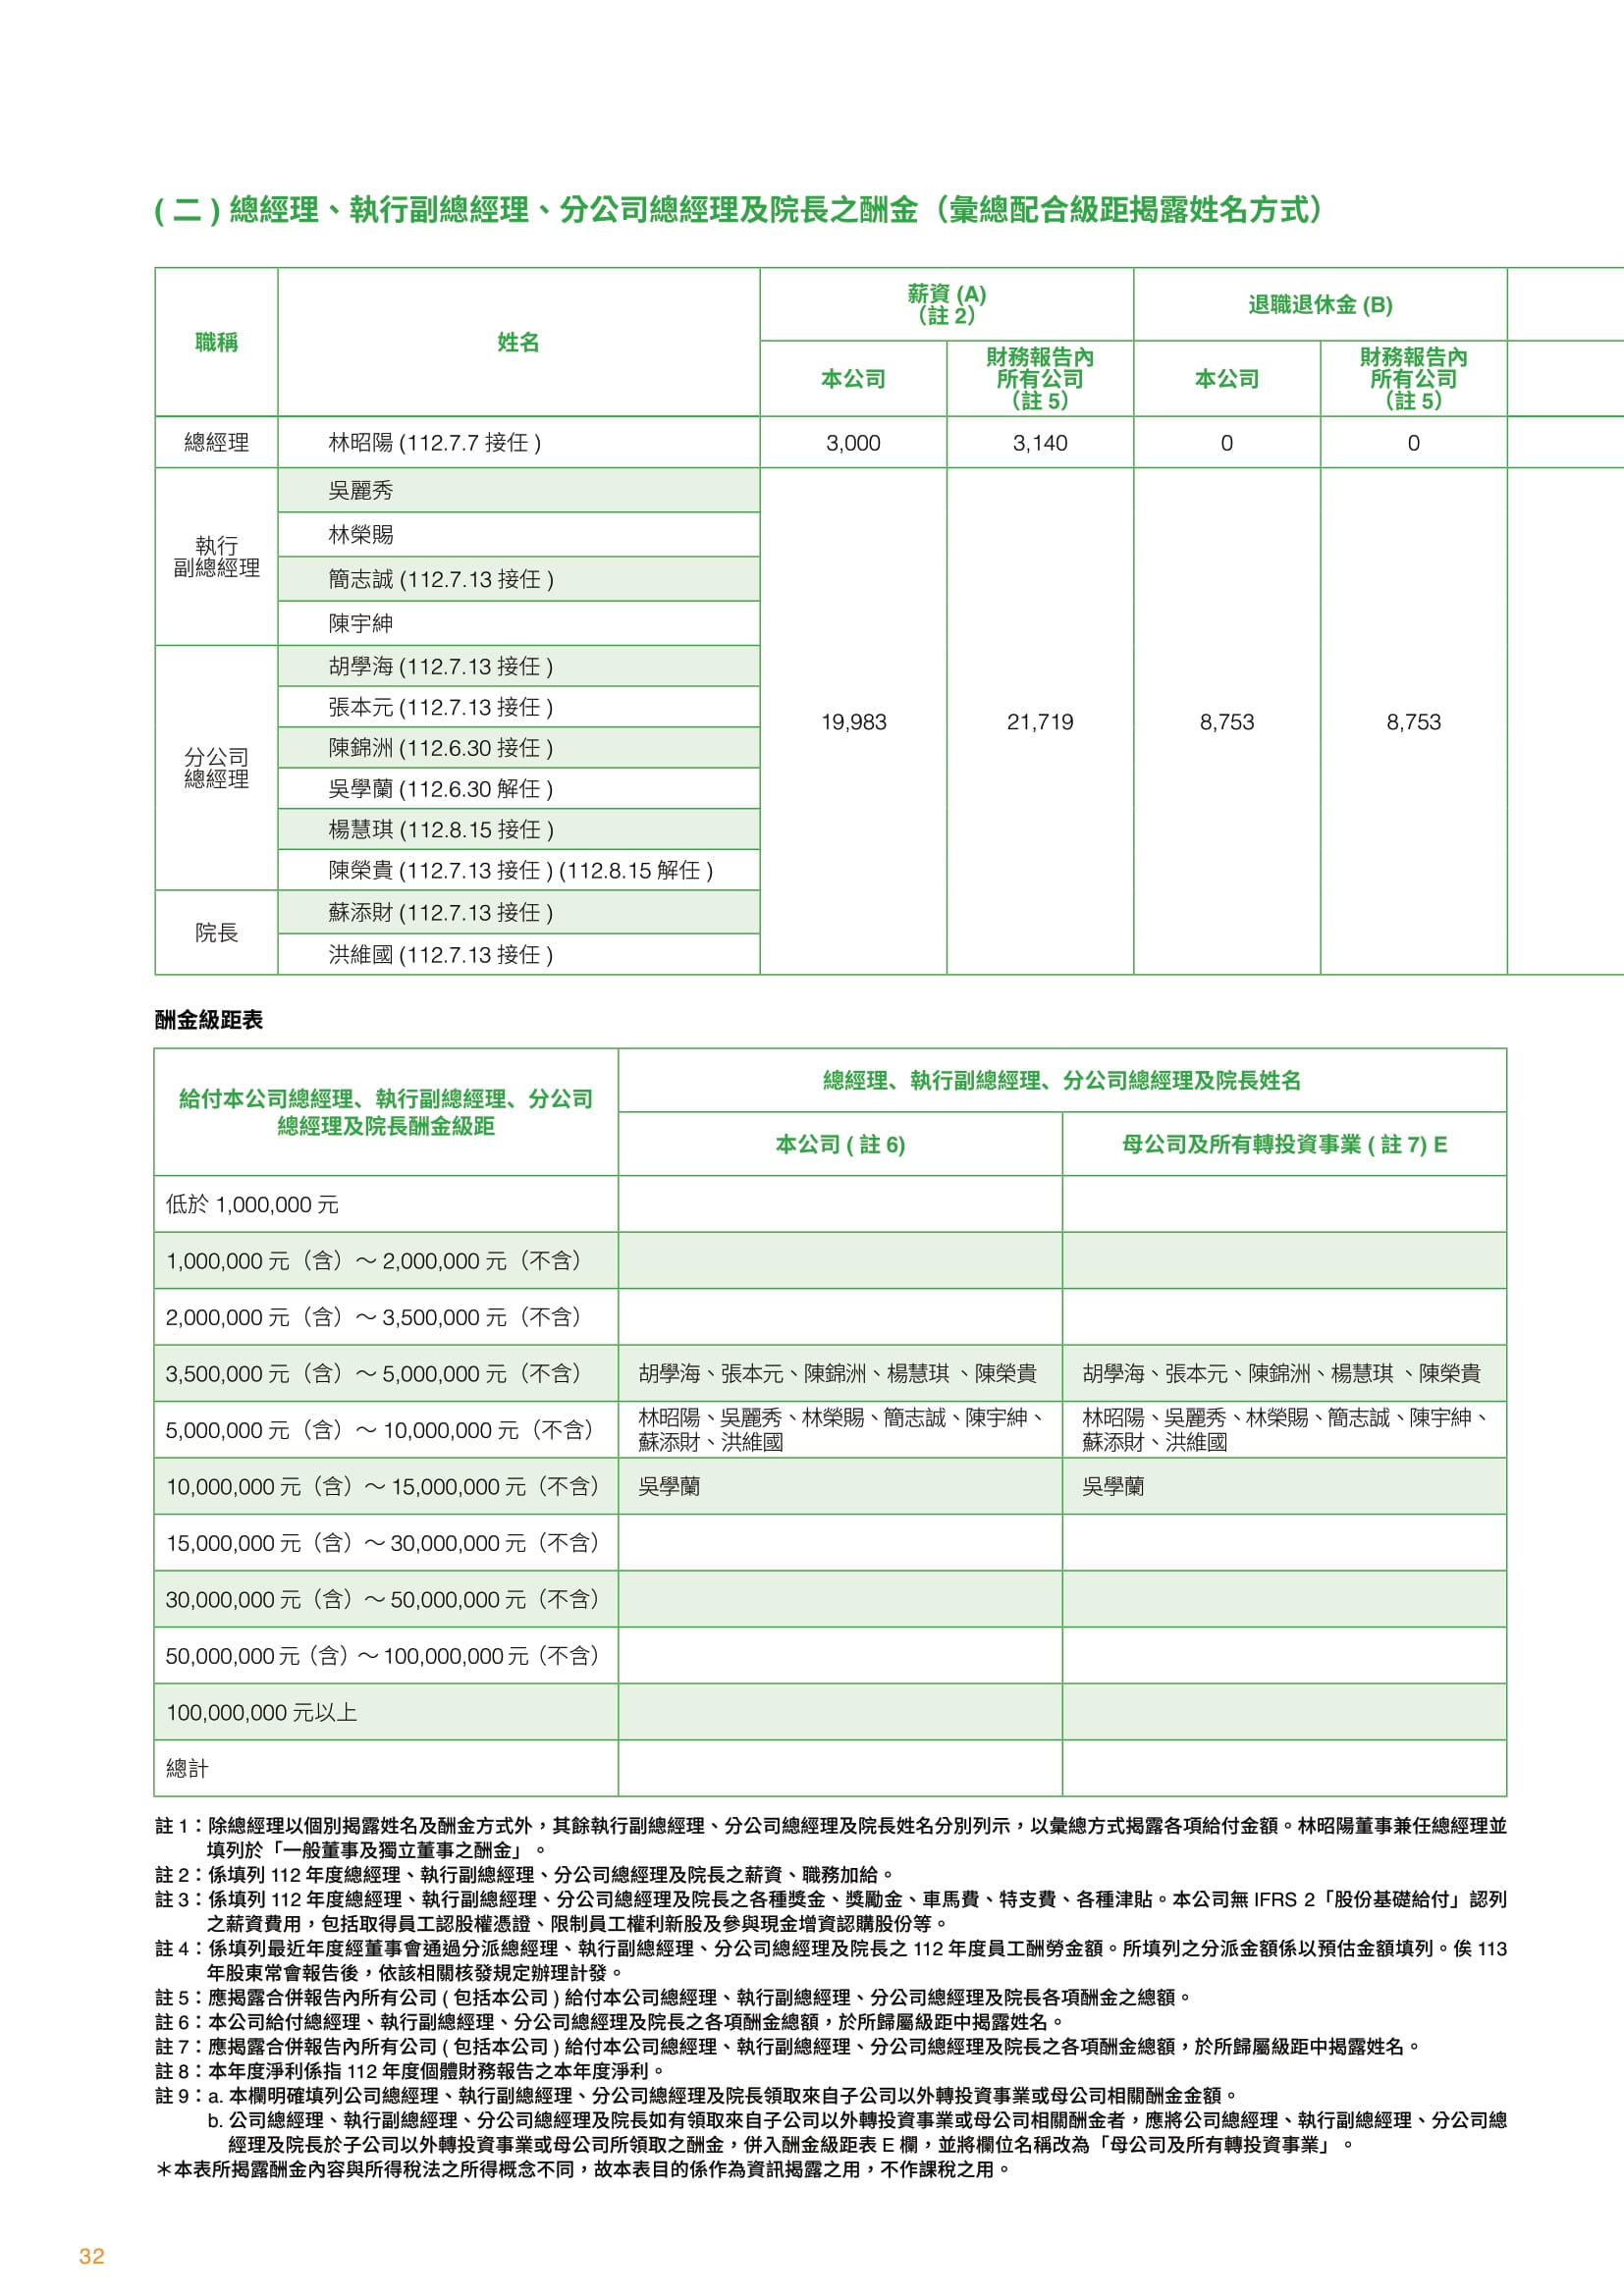 ( 二 ) 總經理、執行副總經理、分公司總經理及院長之酬金（彙總配合級距揭露姓名方式）
職稱
姓名
薪資 (A)
（註 2）
退職退休金 (B)
本公司
財務報告內
所有公司
（註 5）
本公司
財務報告內
所有公司
（註 5）
總經理
林昭陽 (112.7.7 接任 )
3,000
3,140
0
0
執行
副總經理
吳麗秀
林榮賜
簡志誠 (112.7.13 接任 )
陳宇紳
19,983
21,719
8,753
8,753
分公司
總經理
胡學海 (112.7.13 接任 )
張本元 (112.7.13 接任 )
陳錦洲 (112.6.30 接任 )
吳學蘭 (112.6.30 解任 )
楊慧琪 (112.8.15 接任 )
陳榮貴 (112.7.13 接任 ) (112.8.15 解任 )
院長
蘇添財 (112.7.13 接任 )
洪維國 (112.7.13 接任 )
酬金級距表
給付本公司總經理、執行副總經理、分公司
總經理及院長酬金級距
總經理、執行副總經理、分公司總經理及院長姓名
本公司 ( 註 6)
母公司及所有轉投資事業 ( 註 7) E
低於 1,000,000 元
1,000,000 元（含）～ 2,000,000 元（不含）
2,000,000 元（含）～ 3,500,000 元（不含）
3,500,000 元（含）～ 5,000,000 元（不含）
胡學海、張本元、陳錦洲、楊慧琪 、陳榮貴
胡學海、張本元、陳錦洲、楊慧琪 、陳榮貴
5,000,000 元（含）～ 10,000,000 元（不含）
林昭陽、吳麗秀、林榮賜、簡志誠、陳宇紳、
蘇添財、洪維國
林昭陽、吳麗秀、林榮賜、簡志誠、陳宇紳、
蘇添財、洪維國
10,000,000 元（含）～ 15,000,000 元（不含）
吳學蘭
吳學蘭
15,000,000 元（含）～ 30,000,000 元（不含）
30,000,000 元（含）～ 50,000,000 元（不含）
50,000,000 元（含）～ 100,000,000 元（不含）
100,000,000 元以上
總計
註 1：除總經理以個別揭露姓名及酬金方式外，其餘執行副總經理、分公司總經理及院長姓名分別列示，以彙總方式揭露各項給付金額。林昭陽董事兼任總經理並
填列於「一般董事及獨立董事之酬金」。
註 2：係填列 112 年度總經理、執行副總經理、分公司總經理及院長之薪資、職務加給。
註 3：係填列 112 年度總經理、執行副總經理、分公司總經理及院長之各種獎金、獎勵金、車馬費、特支費、各種津貼。本公司無 IFRS 2「股份基礎給付」認列
之薪資費用，包括取得員工認股權憑證、限制員工權利新股及參與現金增資認購股份等。
註 4：係填列最近年度經董事會通過分派總經理、執行副總經理、分公司總經理及院長之 112 年度員工酬勞金額。所填列之分派金額係以預估金額填列。俟 113
年股東常會報告後，依該相關核發規定辦理計發。
註 5：應揭露合併報告內所有公司 ( 包括本公司 ) 給付本公司總經理、執行副總經理、分公司總經理及院長各項酬金之總額。
註 6：本公司給付總經理、執行副總經理、分公司總經理及院長之各項酬金總額，於所歸屬級距中揭露姓名。
註 7：應揭露合併報告內所有公司 ( 包括本公司 ) 給付本公司總經理、執行副總經理、分公司總經理及院長之各項酬金總額，於所歸屬級距中揭露姓名。
註 8：本年度淨利係指 112 年度個體財務報告之本年度淨利。
註 9：a. 本欄明確填列公司總經理、執行副總經理、分公司總經理及院長領取來自子公司以外轉投資事業或母公司相關酬金金額。
b. 公司總經理、執行副總經理、分公司總經理及院長如有領取來自子公司以外轉投資事業或母公司相關酬金者，應將公司總經理、執行副總經理、分公司總
經理及院長於子公司以外轉投資事業或母公司所領取之酬金，併入酬金級距表 E 欄，並將欄位名稱改為「母公司及所有轉投資事業」。
＊本表所揭露酬金內容與所得稅法之所得概念不同，故本表目的係作為資訊揭露之用，不作課稅之用。
32